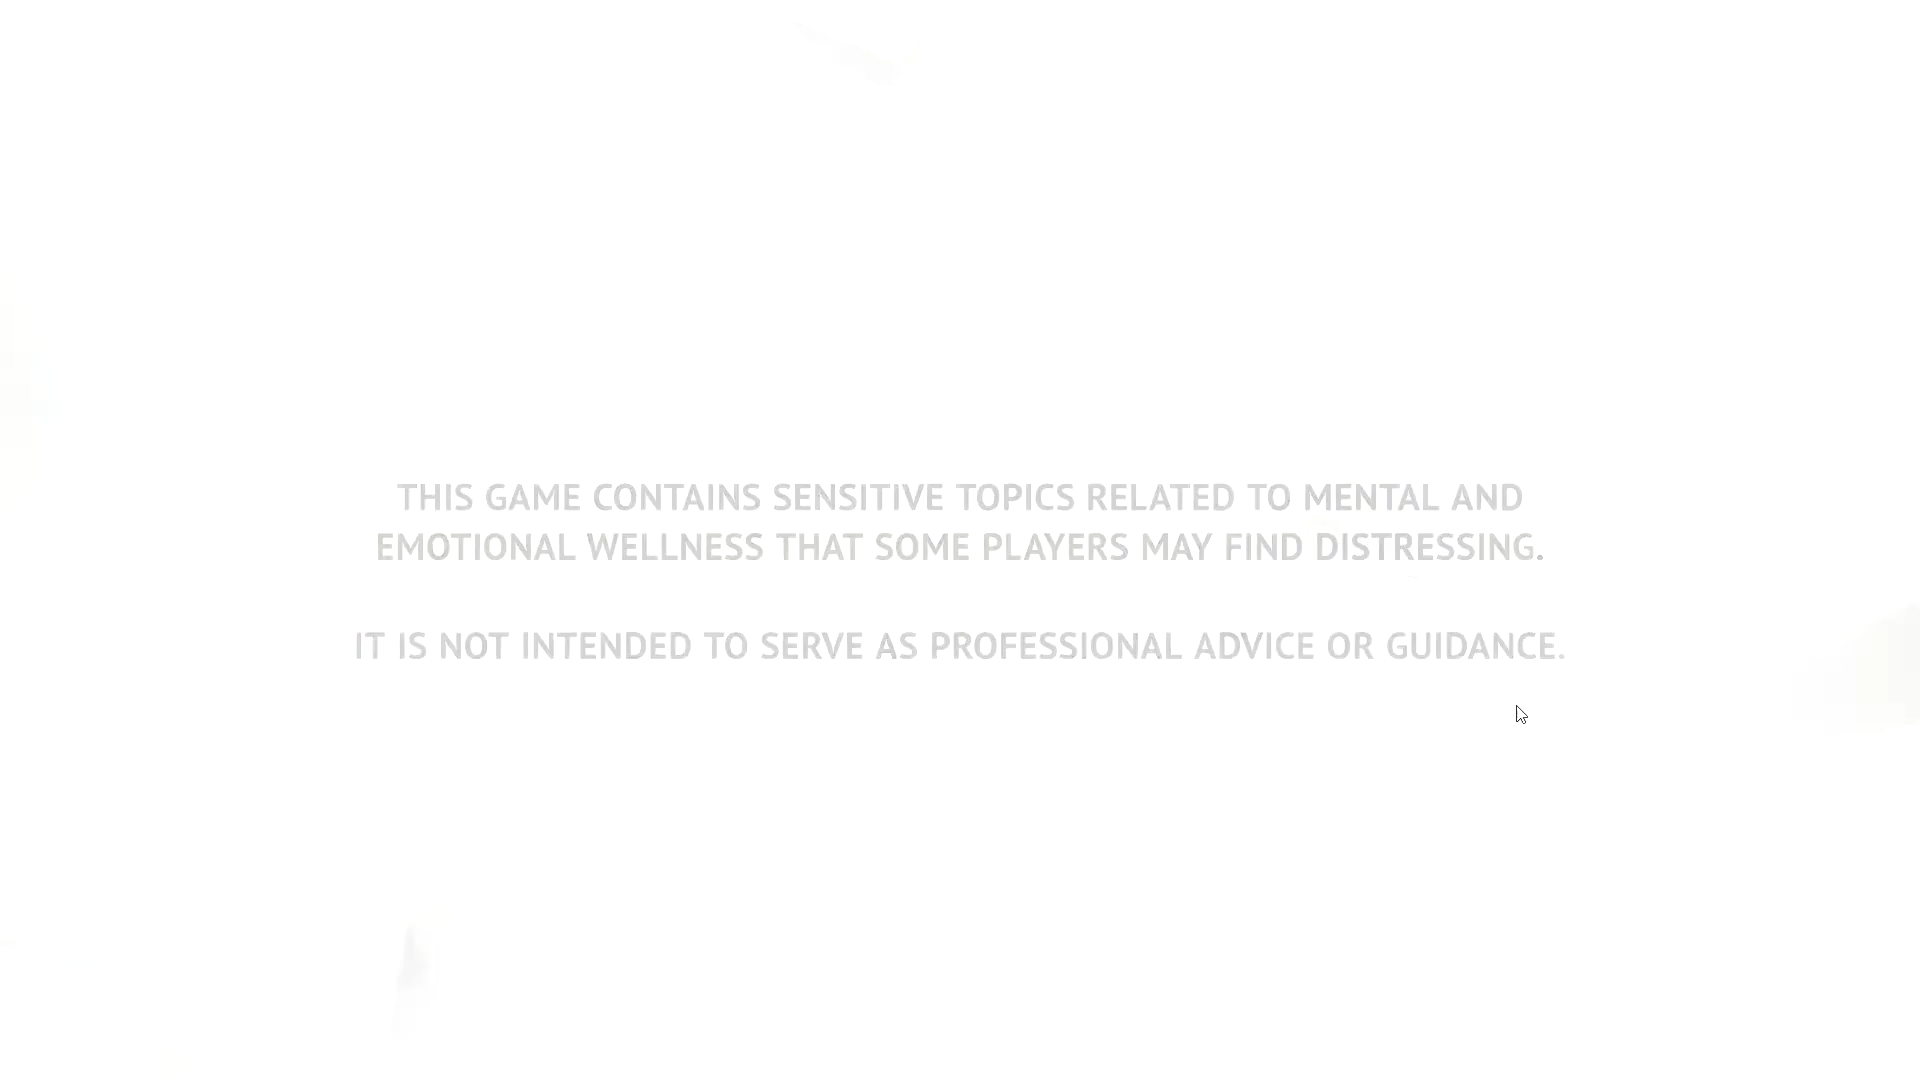 THIS GAME CONTAINS SENSITIVE TOPICS RELATED TO MENTAL AND
EMOTIONAL WELLNESS THAT SOME PLAYERS MAY FIND DISTRESSING.
IT IS NOT INTENDED TO SERVE AS PROFESSIONAL ADVICE OR GUIDANCE.